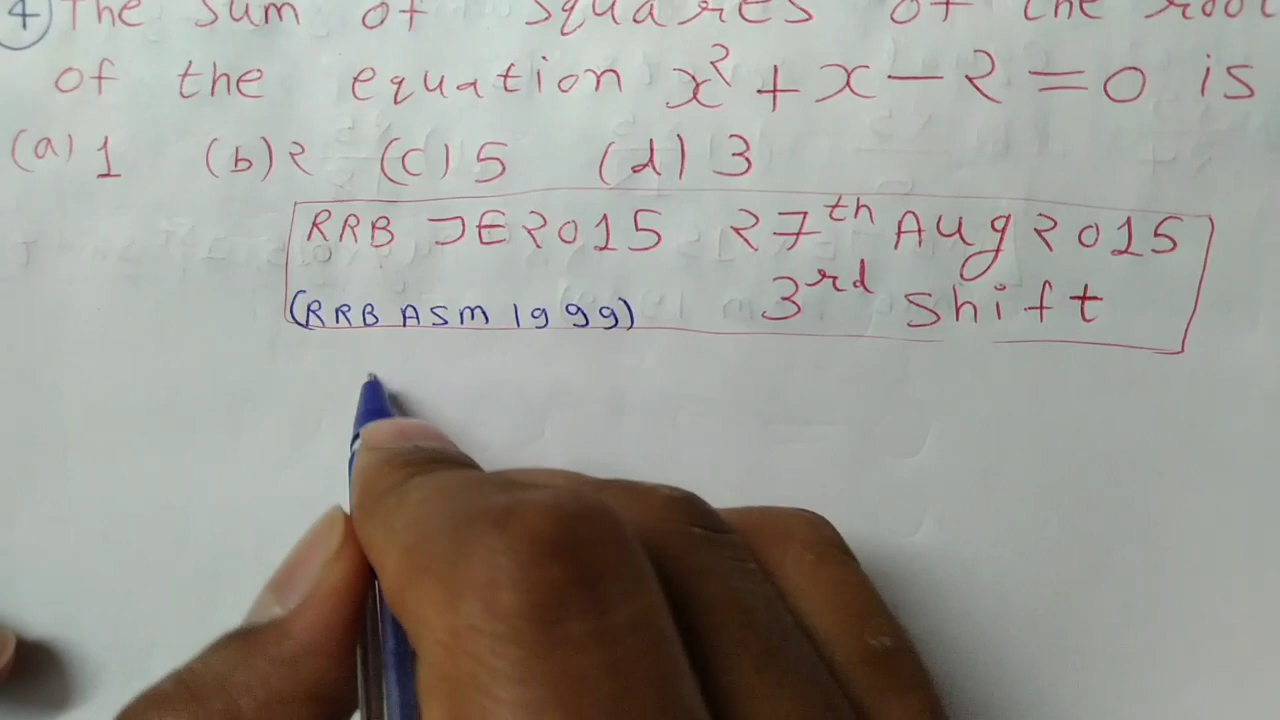 4 The sum of squares of the root
of the equation x² + x - 2 = 0 is
(a) 1 (b) 2 (c) 5 (d) 3
RRB JE 2015 27th Aug 2015
(RRB ASM 1999) 3rd shift